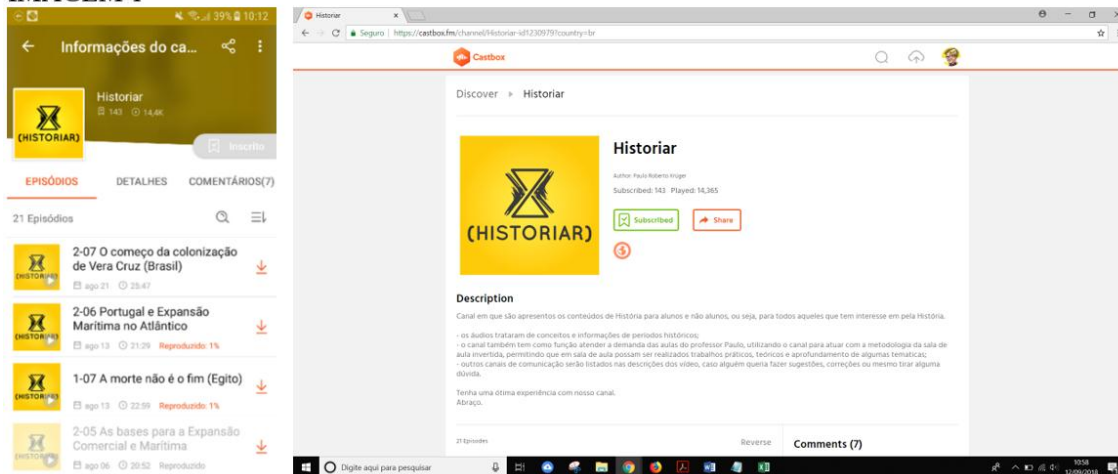 IMAGEM 1
39% 10:12
Informações do ca...
Historiar
143 14,4K
(HISTORIAR)
Inscrito
EPISÓDIOS DETALHES COMENTÁRIOS(7)
21 Episódios
2-07 O começo da colonização
de Vera Cruz (Brasil)
ago 21 25:47
2-06 Portugal e Expansão
Marítima no Atlântico
ago 13 21:29 Reproduzido: 1%
1-07 A morte não é o fim (Egito)
ago 13 22:59 Reproduzido: 1%
2-05 As bases para a Expansão
Comercial e Marítima
ago 06 20:52 Reproduzido
Historiar
Seguro https://castbox.fm/channel/Historiar-id1230979?country=br
Castbox
Discover Historiar
(HISTORIAR)
Historiar
Author: Paulo Roberto Kruger
Subscribed: 143 Played: 14,365
Subscribed Share
Description
Canal em que são apresentos os conteúdos de História para alunos e não alunos, ou seja, para todos aqueles que tem interesse em pela História.
- os áudios trataram de conceitos e informações de períodos históricos;
- o canal também tem como função atender a demanda das aulas do professor Paulo, utilizando o canal para atuar com a metodologia da sala de
aula invertida, permitindo que em sala de aula possam ser realizados trabalhos práticos, teóricos e aprofundamento de algumas tematicas;
- outros canais de comunicação serão listados nas descrições dos vídeo, caso alguém queria fazer sugestões, correções ou mesmo tirar alguma
dúvida.
Tenha uma ótima experiência com nosso canal.
Abraço.
21 Episodes Reverse Comments (7)
Digite aqui para pesquisar
10:58
12/09/2018